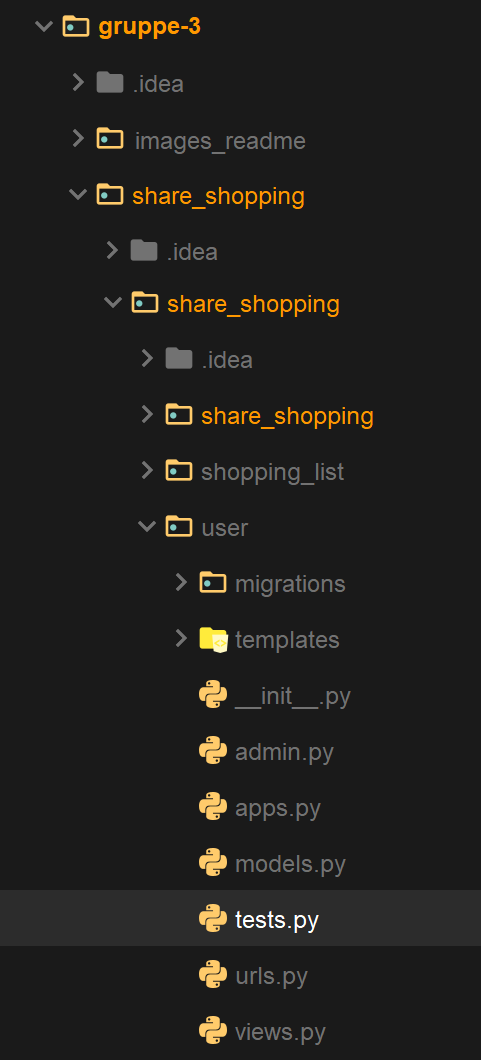 gruppe-3
.idea
images_readme
share_shopping
.idea
share_shopping
.idea
share_shopping
shopping_list
user
migrations
templates
__init__.py
admin.py
apps.py
models.py
tests.py
urls.py
views.py